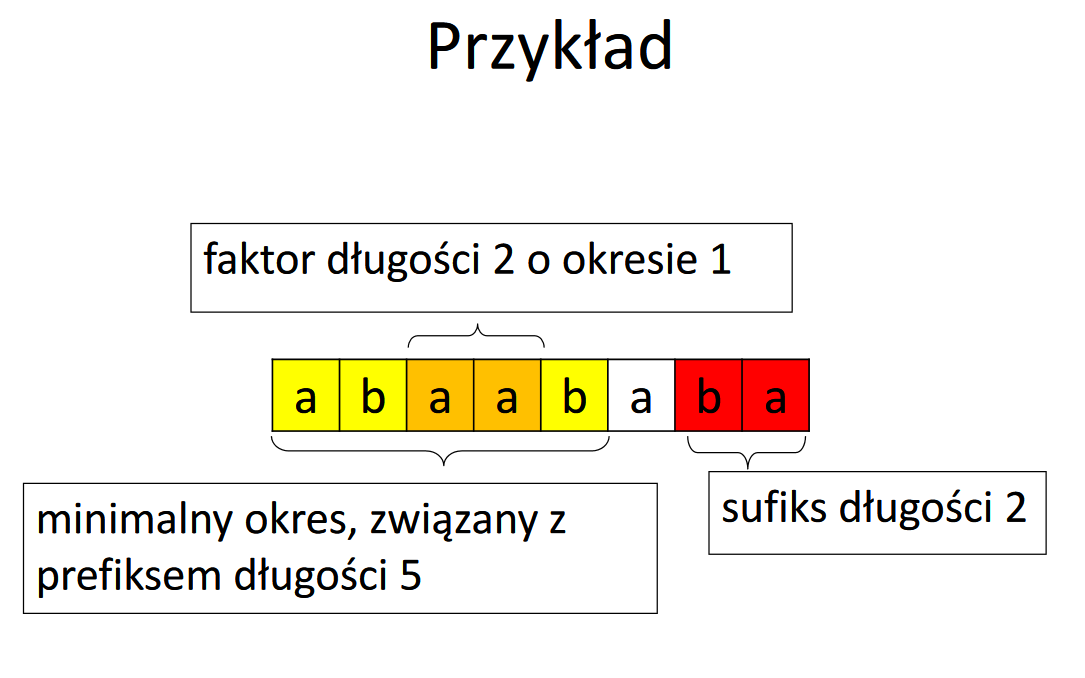 Przykład
faktor długości 2 o okresie 1
a b a a b a b a
minimalny okres, związany z
prefiksem długości 5
sufiks długości 2